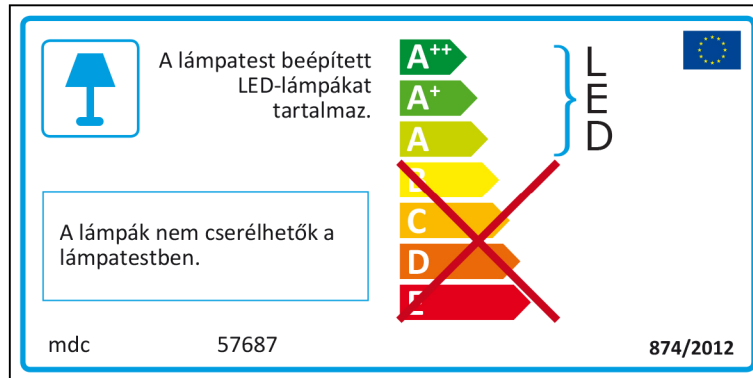 A lámpatest beépített
LED-lámpákat
tartalmaz.
A++
A+
A
B
C
D
E
L
E
D
A lámpák nem cserélhetők a
lámpatestben.
mdc 57687
874/2012